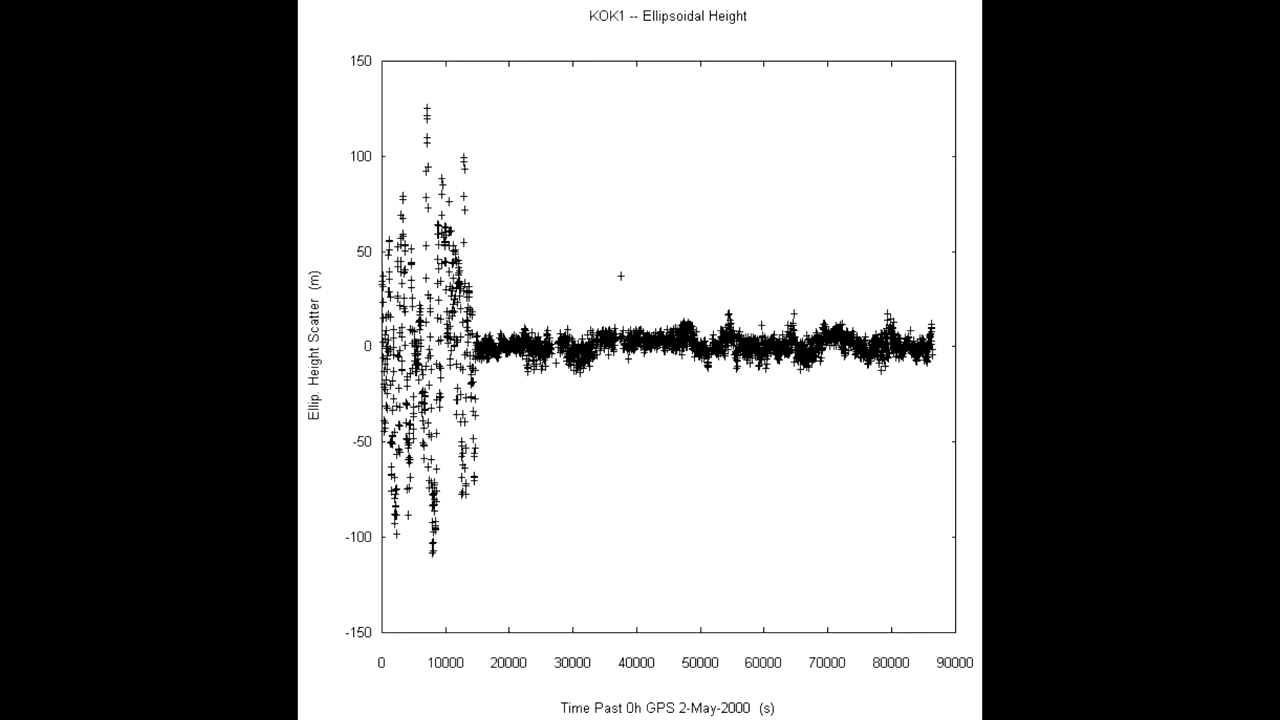 KOK1 -- Ellipsoidal Height
150
100
50
0
-50
-100
-150
Ellip. Height Scatter (m)
0 10000 20000 30000 40000 50000 60000 70000 80000 90000
Time Past 0h GPS 2-May-2000 (s)